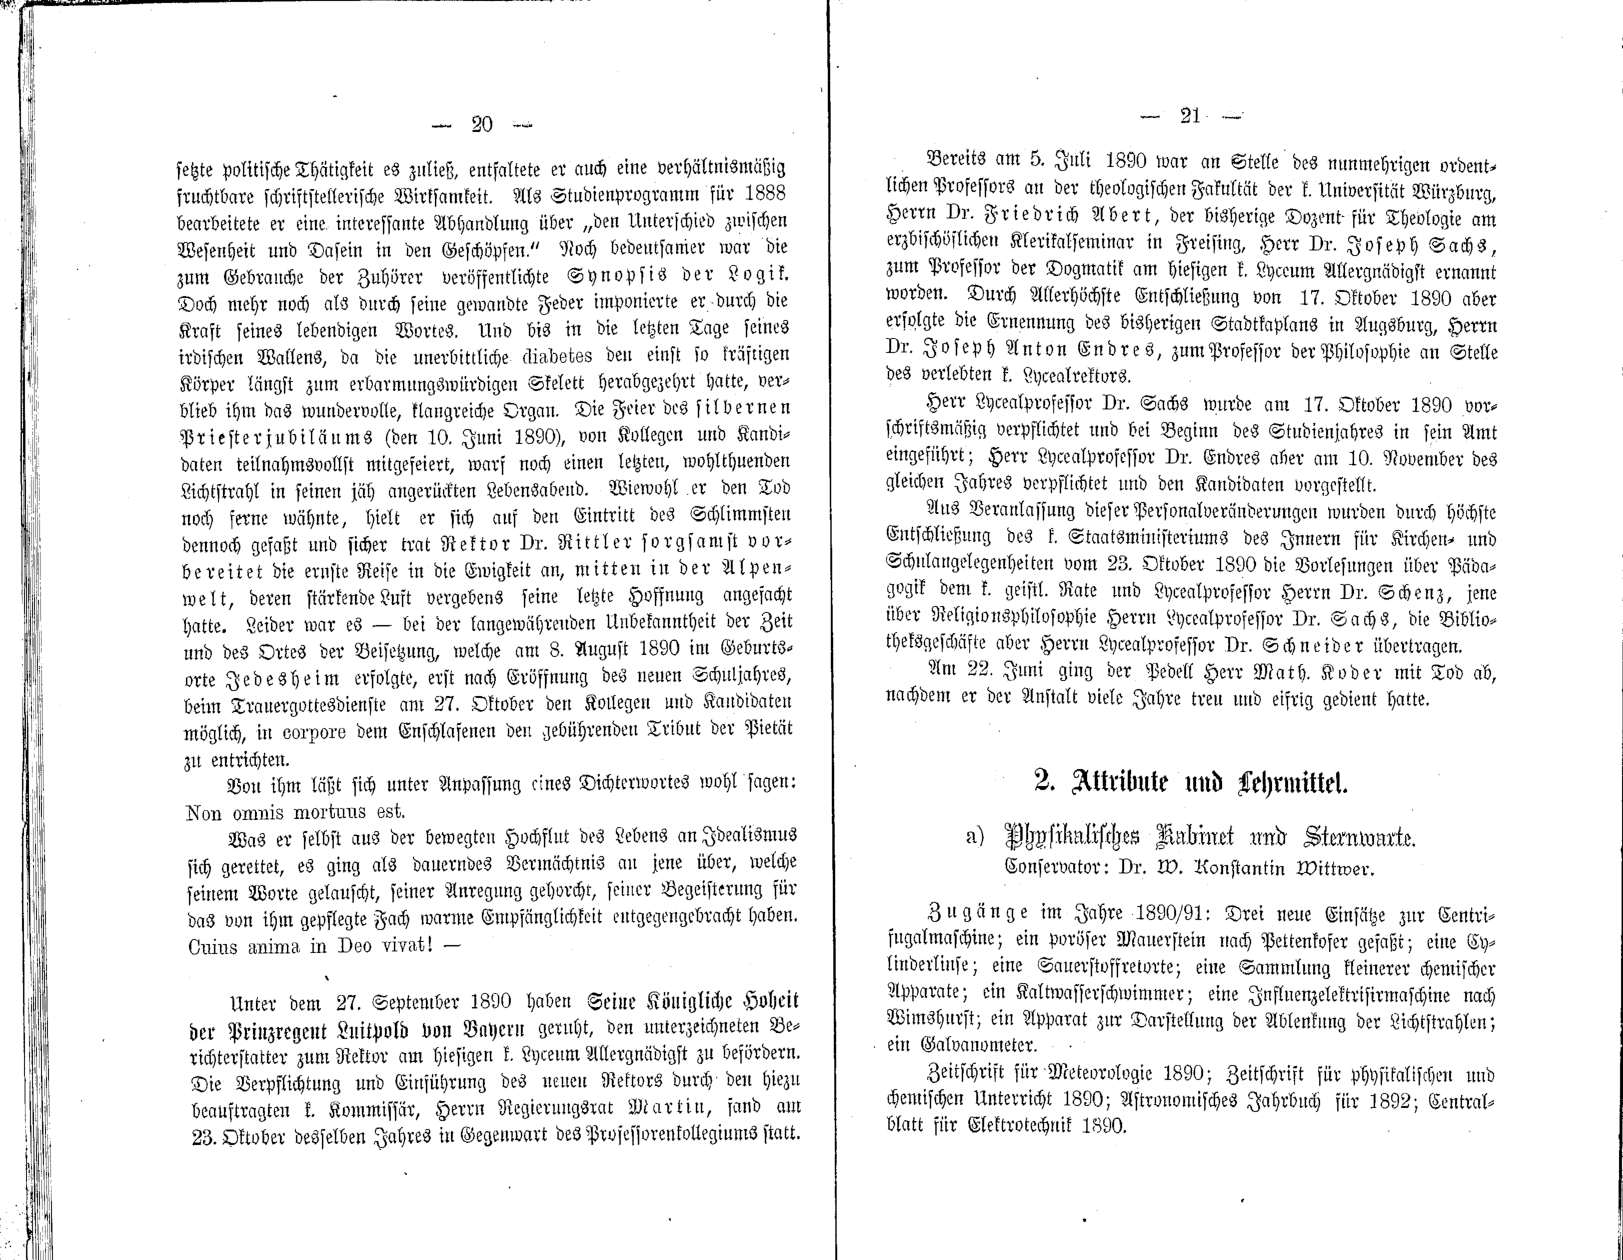 — 20 —
setzte politische Thätigkeit es zuließ, entfaltete er auch eine verhältnismäßig
fruchtbare schriftstellerische Wirksamkeit. Als Studienprogramm für 1888
bearbeitete er eine interessante Abhandlung über „den Unterschied zwischen
Wesenheit und Dasein in den Geschöpfen.“ Noch bedeutsamer war die
zum Gebrauche der Zuhörer veröffentlichte Synopsis der Logik.
Doch mehr noch als durch seine gewandte Feder imponierte er durch die
Kraft seines lebendigen Wortes. Und bis in die letzten Tage seines
irdischen Wallens, da die unerbittliche diabetes den einst so kräftigen
Körper längst zum erbarmungswürdigen Skelett herabgezehrt hatte, ver-
blieb ihm das wundervolle, klangreiche Organ. Die Feier des silbernen
Priesterjubiläums (den 10. Juni 1890), von Kollegen und Kandi-
daten teilnahmsvollst mitgefeiert, warf noch einen letzten, wohlthuenden
Lichtstrahl in seinen jäh angerückten Lebensabend. Wiewohl er den Tod
noch ferne wähnte, hielt er sich auf den Eintritt des Schlimmsten
dennoch gefaßt und sicher trat Rektor Dr. Rittler sorgsamst vor-
bereitet die ernste Reise in die Ewigkeit an, mitten in der Alpen-
welt, deren stärkende Luft vergebens seine letzte Hoffnung angefacht
hatte. Leider war es — bei der langewährenden Unbekanntheit der Zeit
und des Ortes der Beisetzung, welche am 8. August 1890 im Geburts-
orte Jedesheim erfolgte, erst nach Eröffnung des neuen Schuljahres,
beim Trauergottesdienste am 27. Oktober den Kollegen und Kandidaten
möglich, in corpore dem Enschlafenen den gebührenden Tribut der Pietät
zu entrichten.
Von ihm läßt sich unter Anpassung eines Dichterwortes wohl sagen:
Non omnis mortuus est.
Was er selbst aus der bewegten Hochflut des Lebens an Idealismus
sich gerettet, es ging als dauerndes Vermächtnis an jene über, welche
seinem Worte gelauscht, seiner Anregung gehorcht, seiner Begeisterung für
das von ihm gepflegte Fach warme Empfänglichkeit entgegengebracht haben.
Cuius anima in Deo vivat! —
Unter dem 27. September 1890 haben Seine Königliche Hoheit
der Prinzregent Luitpold von Bayern geruht, den unterzeichneten Be-
richterstatter zum Rektor am hiesigen k. Lyceum Allergnädigst zu befördern.
Die Verpflichtung und Einführung des neuen Rektors durch den hiezu
beauftragten k. Kommissär, Herrn Regierungsrat Martin, fand am
23. Oktober desselben Jahres in Gegenwart des Professorenkollegiums statt.
— 21 —
Bereits am 5. Juli 1890 war an Stelle des nunmehrigen ordent-
lichen Professors an der theologischen Fakultät der k. Universität Würzburg,
Herrn Dr. Friedrich Abert, der bisherige Dozent für Theologie am
erzbischöflichen Klerikalseminar in Freising, Herr Dr. Joseph Sachs,
zum Professor der Dogmatik am hiesigen k. Lyceum Allergnädigst ernannt
worden. Durch Allerhöchste Entschließung von 17. Oktober 1890 aber
erfolgte die Ernennung des bisherigen Stadtkaplans in Augsburg, Herrn
Dr. Joseph Anton Endres, zum Professor der Philosophie an Stelle
des verlebten k. Lycealrektors.
Herr Lycealprofessor Dr. Sachs wurde am 17. Oktober 1890 vor-
schriftsmäßig verpflichtet und bei Beginn des Studienjahres in sein Amt
eingeführt; Herr Lycealprofessor Dr. Endres aber am 10. November des
gleichen Jahres verpflichtet und den Kandidaten vorgestellt.
Aus Veranlassung dieser Personalveränderungen wurden durch höchste
Entschließung des k. Staatsministeriums des Innern für Kirchen- und
Schulangelegenheiten vom 23. Oktober 1890 die Vorlesungen über Päda-
gogik dem k. geistl. Rate und Lycealprofessor Herrn Dr. Schenz, jene
über Religionsphilosophie Herrn Lycealprofessor Dr. Sachs, die Biblio-
theksgeschäfte aber Herrn Lycealprofessor Dr. Schneider übertragen.
Am 22. Juni ging der Pedell Herr Math. Koder mit Tod ab,
nachdem er der Anstalt viele Jahre treu und eifrig gedient hatte.
2. Attribute und Lehrmittel.
a) Physikalisches Kabinet und Sternwarte.
Conservator: Dr. W. Konstantin Wittwer.
Zugänge im Jahre 1890/91: Drei neue Einsätze zur Centri-
fugalmaschine; ein poröser Mauerstein nach Pettenkofer gefaßt; eine Cy-
linderlinse; eine Sauerstoffretorte; eine Sammlung kleinerer chemischer
Apparate; ein Kaltwasserschwimmer; eine Influenzelektrisirmaschine nach
Wimshurst; ein Apparat zur Darstellung der Ablenkung der Lichtstrahlen;
ein Galvanometer.
Zeitschrift für Meteorologie 1890; Zeitschrift für physikalischen und
chemischen Unterricht 1890; Astronomisches Jahrbuch für 1892; Central-
blatt für Elektrotechnik 1890.